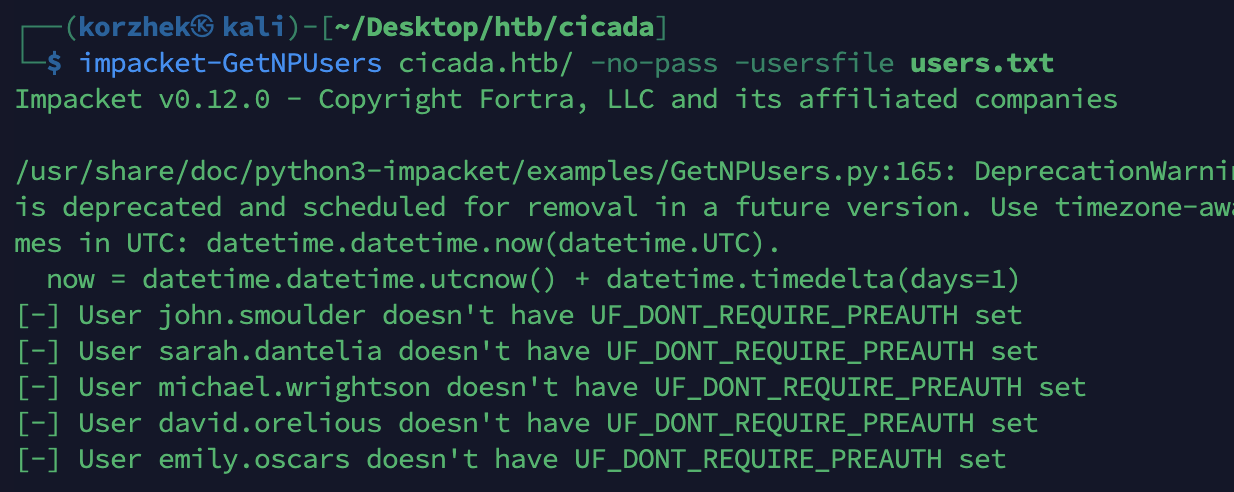 ┌──(korzhek㉿kali)-[~/Desktop/htb/cicada]
└─$ impacket-GetNPUsers cicada.htb/ -no-pass -usersfile users.txt
Impacket v0.12.0 - Copyright Fortra, LLC and its affiliated companies
/usr/share/doc/python3-impacket/examples/GetNPUsers.py:165: DeprecationWarnin
is deprecated and scheduled for removal in a future version. Use timezone-awa
mes in UTC: datetime.datetime.now(datetime.UTC).
now = datetime.datetime.utcnow() + datetime.timedelta(days=1)
[-] User john.smoulder doesn't have UF_DONT_REQUIRE_PREAUTH set
[-] User sarah.dantelia doesn't have UF_DONT_REQUIRE_PREAUTH set
[-] User michael.wrightson doesn't have UF_DONT_REQUIRE_PREAUTH set
[-] User david.orelious doesn't have UF_DONT_REQUIRE_PREAUTH set
[-] User emily.oscars doesn't have UF_DONT_REQUIRE_PREAUTH set